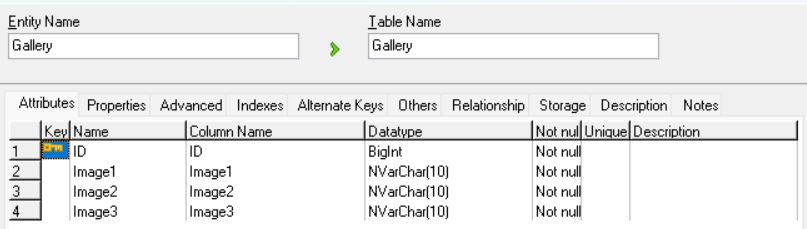 Entity Name Table Name
Gallery Gallery
Attributes Properties Advanced Indexes Alternate Keys Others Relationship Storage Description Notes
Key Name Column Name Datatype Not nul Unique Description
1 ID ID BigInt Not null
2 Image1 Image1 NVarChar(10) Not null
3 Image2 Image2 NVarChar(10) Not null
4 Image3 Image3 NVarChar(10) Not null